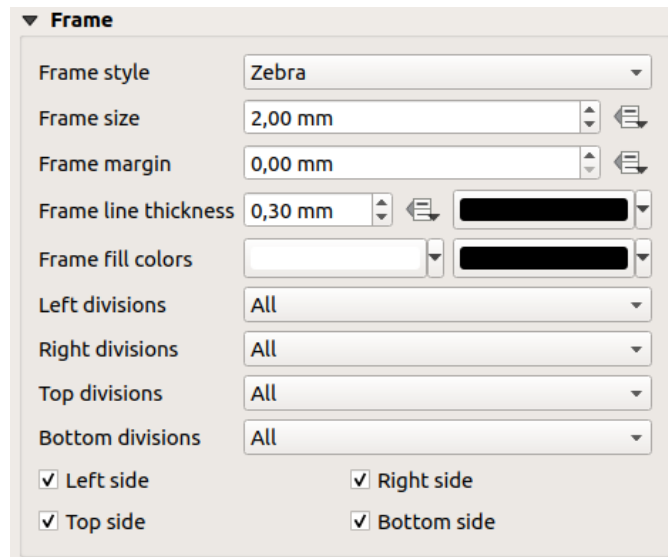 Frame
Frame style Zebra
Frame size 2,00 mm
Frame margin 0,00 mm
Frame line thickness 0,30 mm
Frame fill colors
Left divisions All
Right divisions All
Top divisions All
Bottom divisions All
Left side Right side
Top side Bottom side